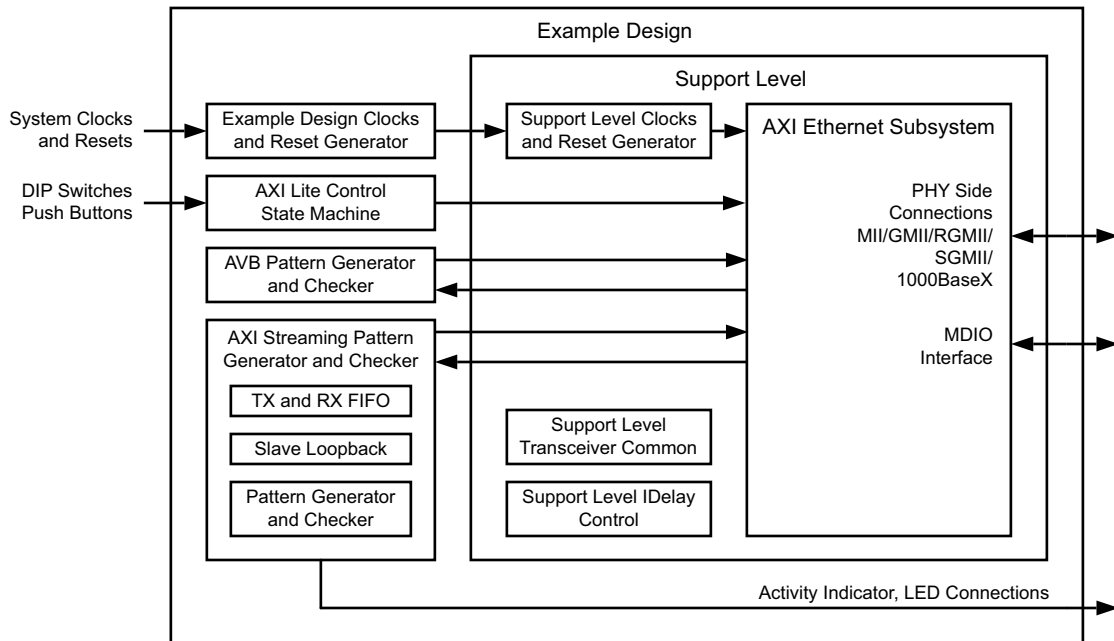 Example Design
Support Level
System Clocks
and Resets
Example Design Clocks
and Reset Generator
Support Level Clocks
and Reset Generator
AXI Ethernet Subsystem
DIP Switches
Push Buttons
AXI Lite Control
State Machine
PHY Side
Connections
MII/GMII/RGMII/
SGMII/
1000BaseX
AVB Pattern Generator
and Checker
AXI Streaming Pattern
Generator and Checker
MDIO
Interface
TX and RX FIFO
Slave Loopback
Pattern Generator
and Checker
Support Level
Transceiver Common
Support Level IDelay
Control
Activity Indicator, LED Connections